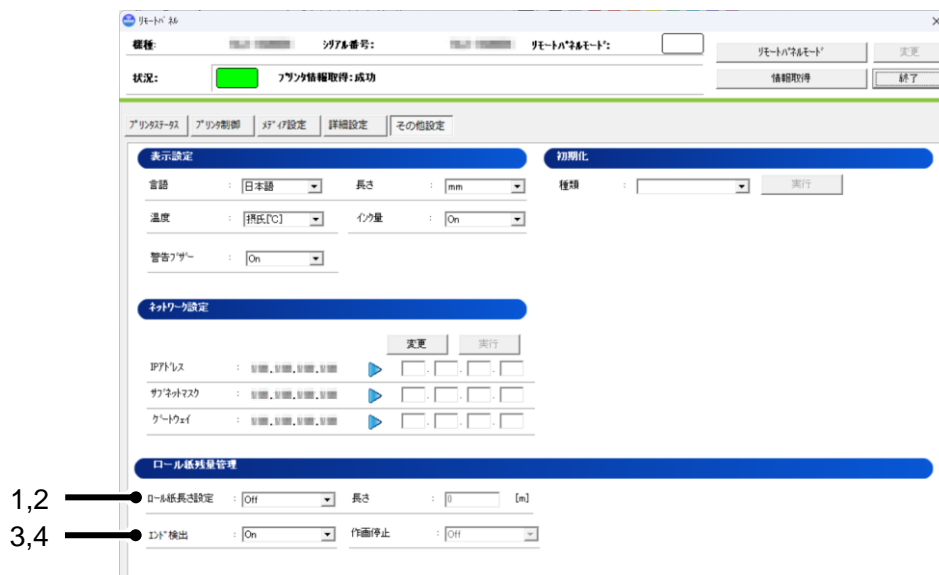 リモートパネル ×
機種: シリアル番号: リモートパネルモード: リモートパネルモード 変更
状況: プリンタ情報取得:成功 情報取得 終了
プリンタステータス プリンタ制御 メディア設定 詳細設定 その他設定
表示設定 初期化
言語 : 日本語 長さ : mm 種類 : 実行
温度 : 摂氏[℃] インク量 : On
警告ブザー : On
ネットワーク設定
変更 実行
IPアドレス :
サブネットマスク :
ゲートウェイ :
ロール紙残量管理
1,2 ロール紙長さ設定 : Off 長さ : 0 [m]
3,4 エンド検出 : On 作画停止 : Off